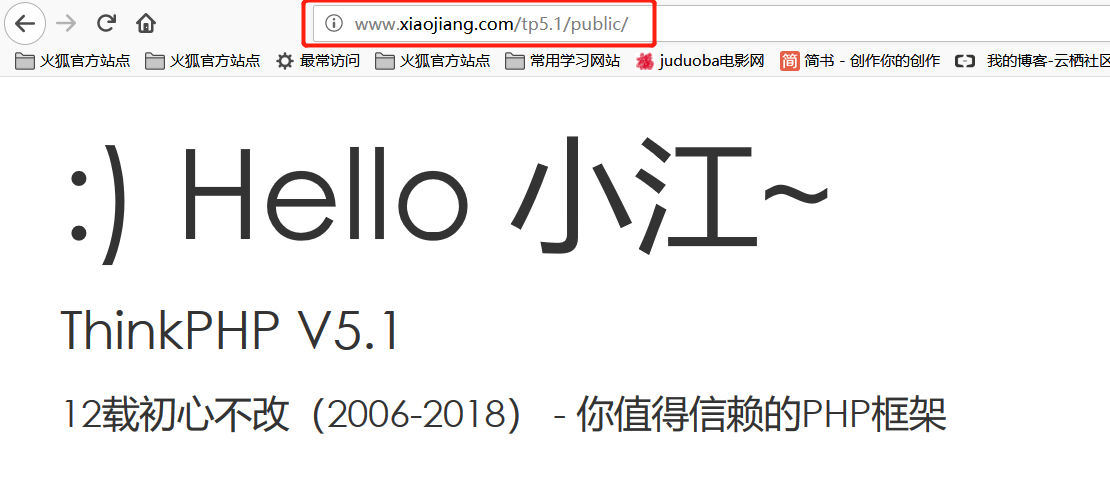 www.xiaojiang.com/tp5.1/public/
火狐官方站点 火狐官方站点 最常访问 火狐官方站点 常用学习网站 juduoba电影网 简 简书 - 创作你的创作 我的博客-云栖社区
:) Hello 小江~
ThinkPHP V5.1
12载初心不改（2006-2018） - 你值得信赖的PHP框架